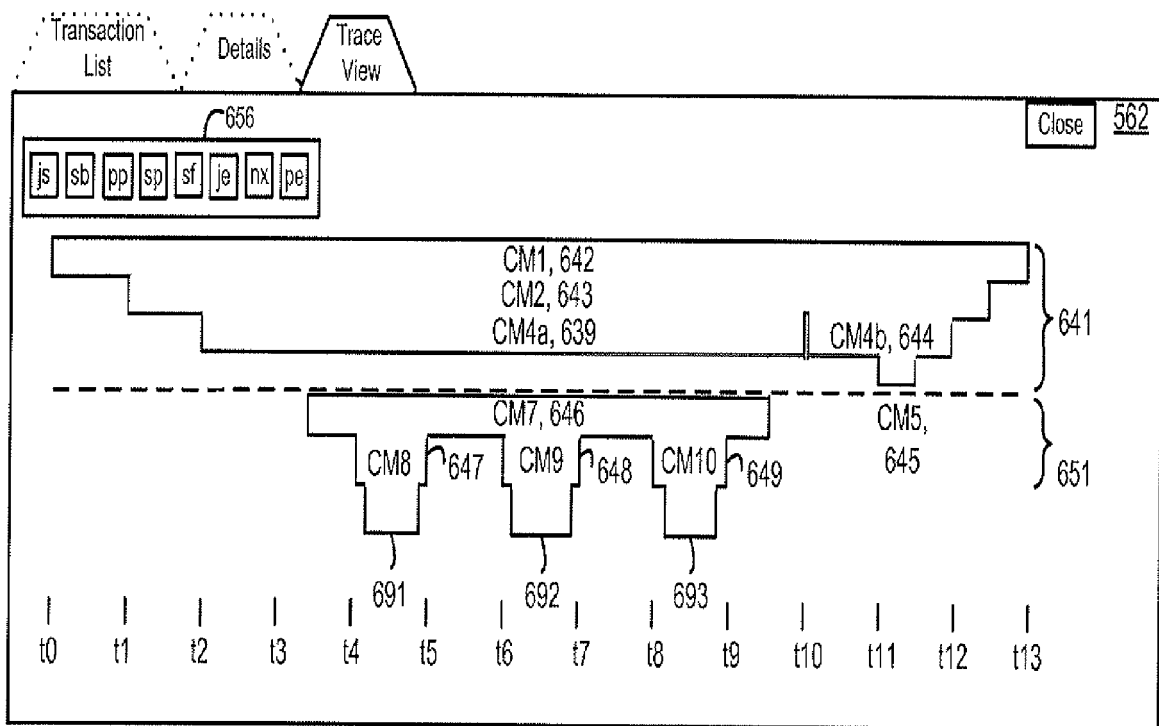 Transaction
List
Details
Trace
View
Close
562
656
js sb pp sp sf je nx pe
CM1, 642
CM2, 643
CM4a, 639
CM4b, 644
641
CM7, 646
CM5,
645
CM8
647
CM9
648
CM10
649
651
691
692
693
t0 t1 t2 t3 t4 t5 t6 t7 t8 t9 t10 t11 t12 t13